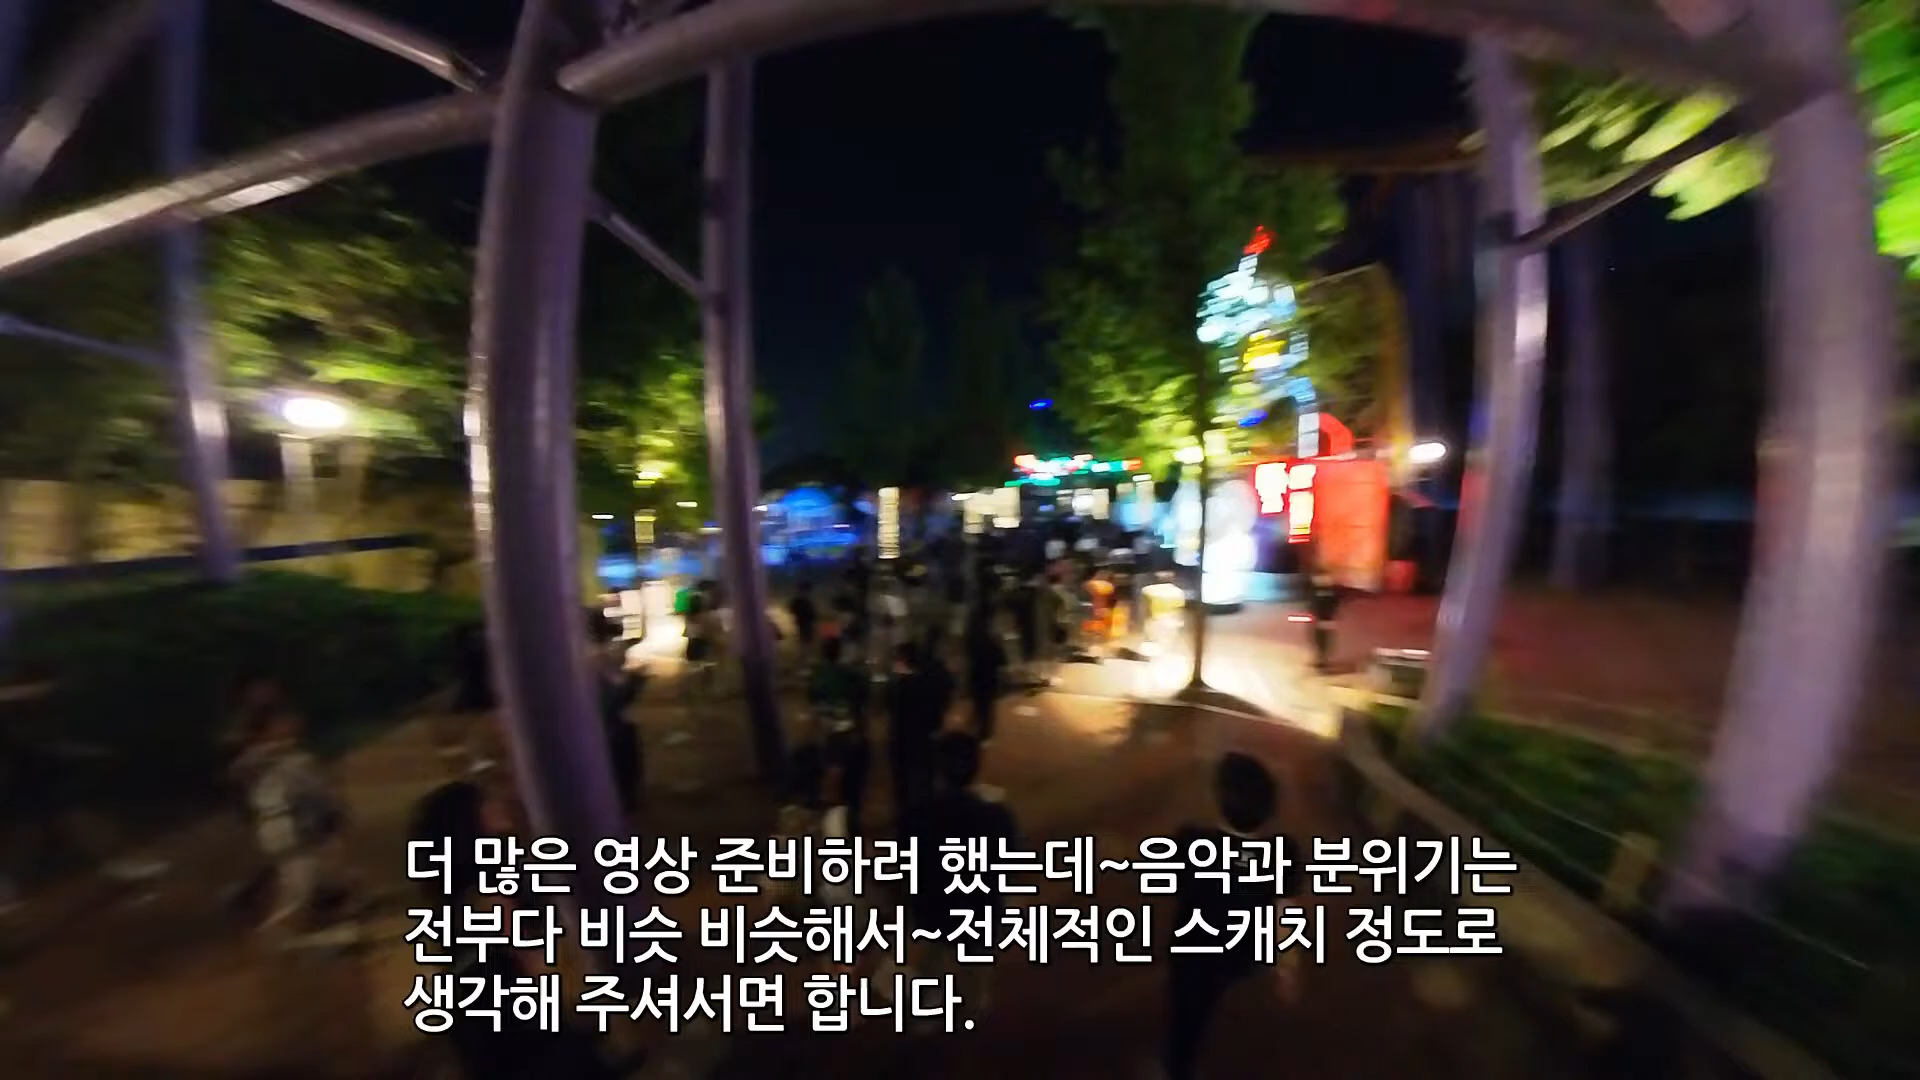 더 많은 영상 준비하려 했는데~음악과 분위기는
전부다 비슷 비슷해서~전체적인 스캐치 정도로
생각해 주셔서면 합니다.